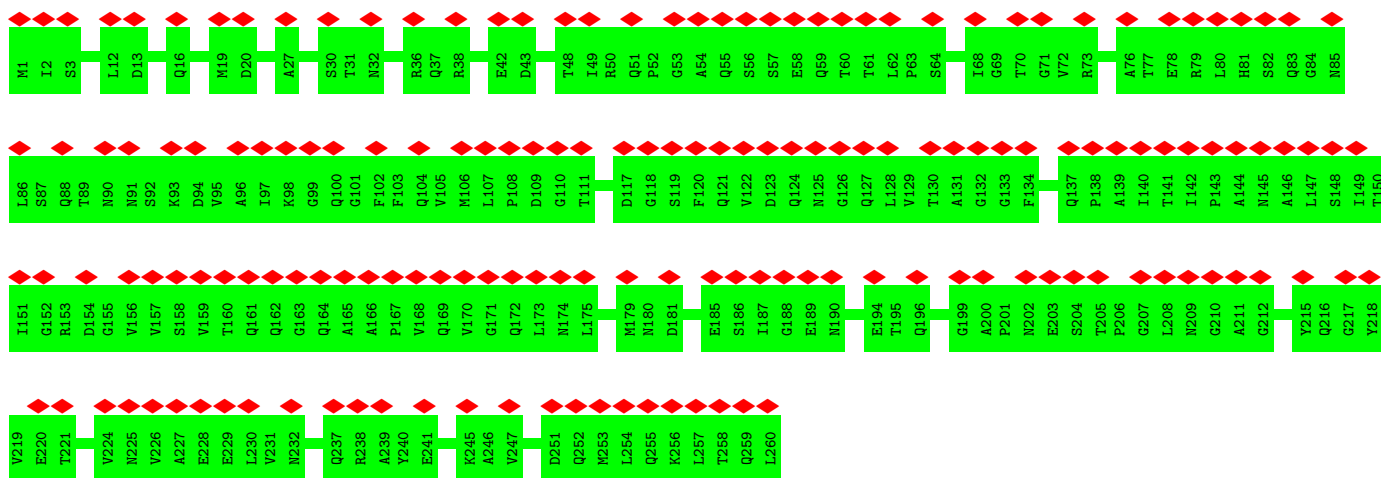 M1 I2 S3 L12 D13 Q16 M19 D20 A27 S30 T31 N32 R36 Q37 R38 E42 D43 T48 I49 R50 Q51 P52 G53 A54 Q55 S56 S57 E58 Q59 T60 T61 L62 P63 S64 I68 G69 T70 G71 V72 R73 A76 T77 E78 R79 L80 H81 S82 Q83 G84 N85
L86 S87 Q88 T89 N90 N91 S92 K93 D94 V95 A96 I97 K98 G99 Q100 G101 F102 F103 Q104 V105 M106 L107 P108 D109 G110 T111 D117 G118 S119 F120 Q121 V122 D123 Q124 N125 G126 Q127 L128 V129 T130 A131 G132 G133 F134 Q137 P138 A139 I140 T141 I142 P143 A144 N145 A146 L147 S148 I149 T150
I151 G152 R153 D154 G155 V156 V157 S158 V159 T160 Q161 Q162 G163 Q164 A165 A166 P167 V168 Q169 V170 G171 Q172 L173 N174 L175 M179 N180 D181 E185 S186 I187 G188 E189 N190 E194 T195 Q196 G199 A200 P201 N202 E203 S204 T205 P206 G207 L208 N209 G210 A211 G212 Y215 Q216 G217 Y218
V219 E220 T221 V224 N225 V226 A227 E228 E229 L230 V231 N232 Q237 R238 A239 Y240 E241 K245 A246 V247 D251 Q252 M253 L254 Q255 K256 L257 T258 Q259 L260